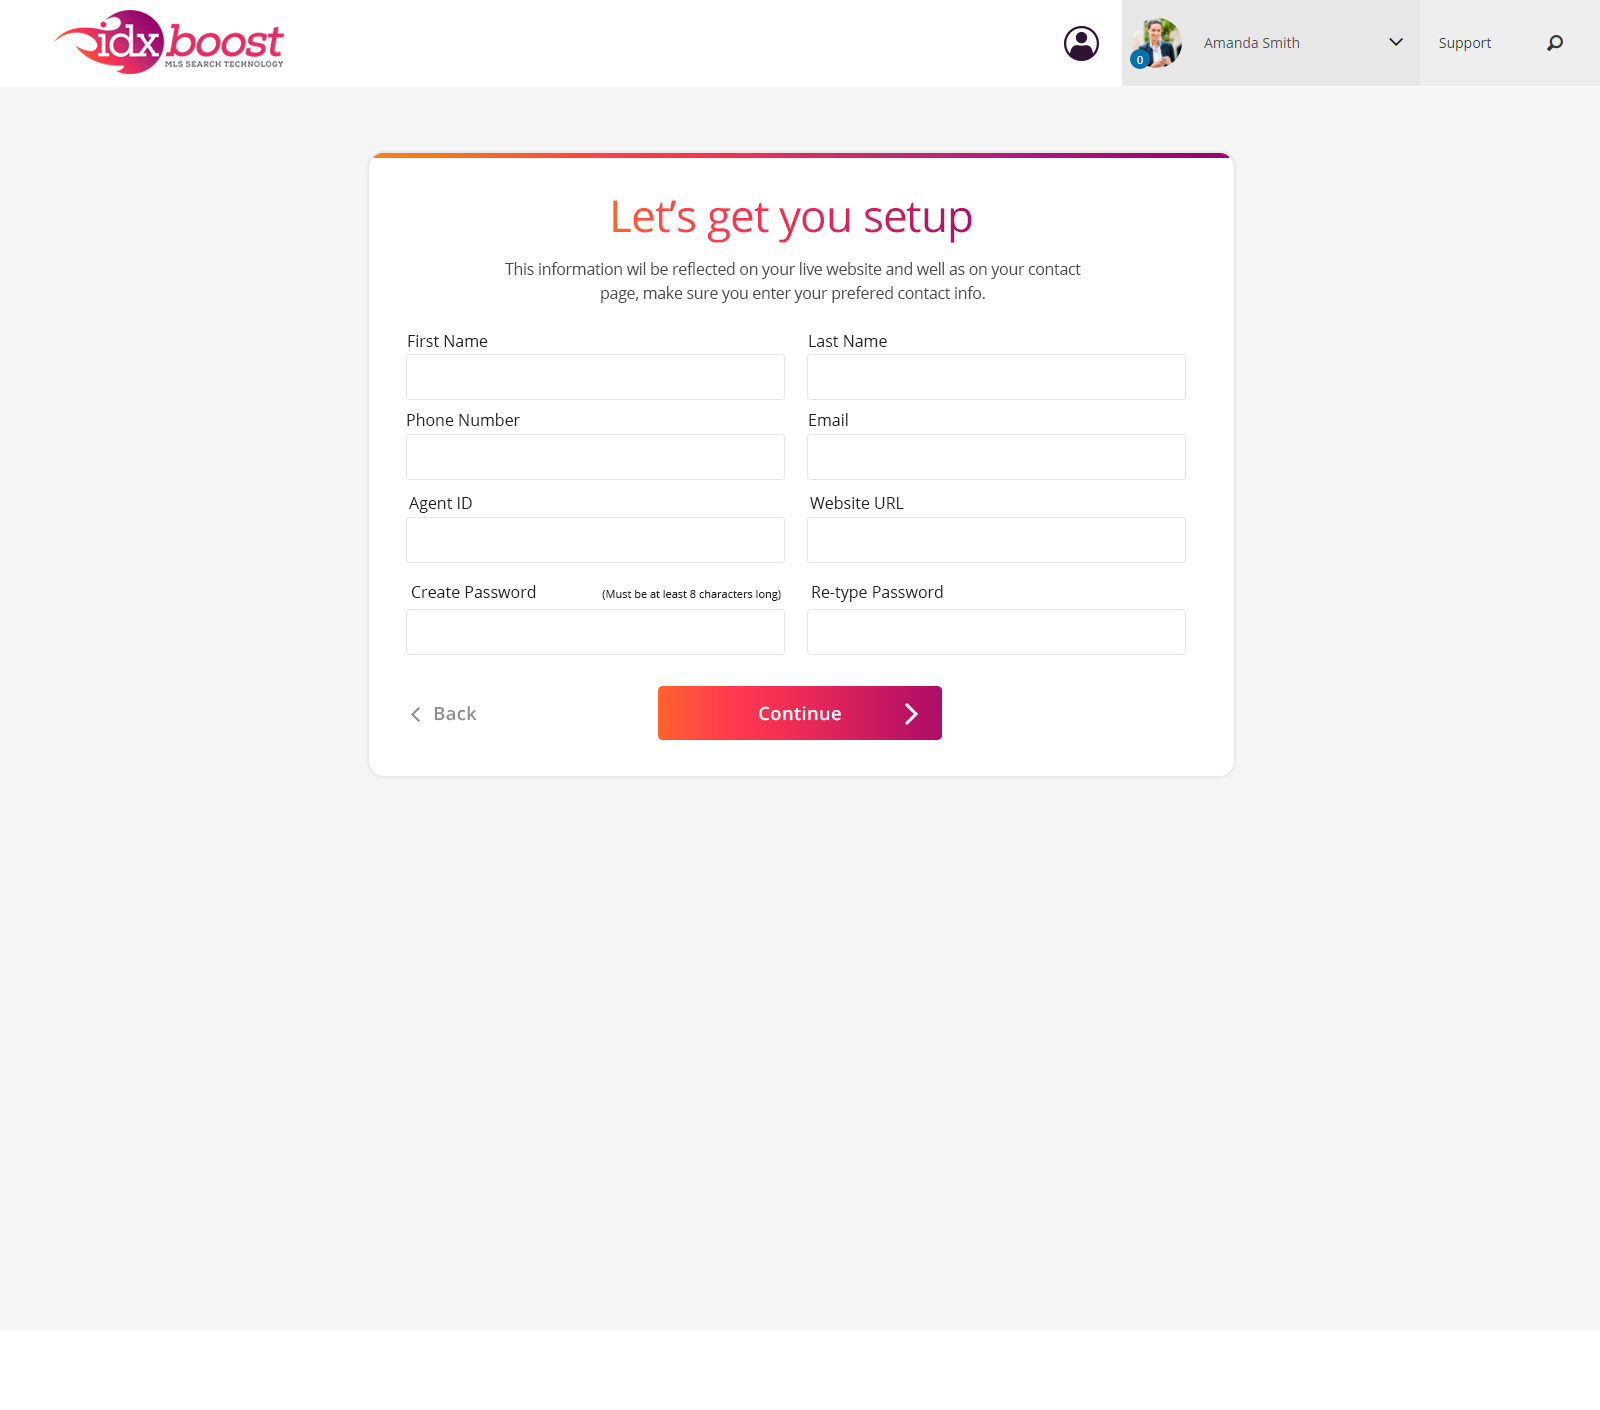 idxboost
MLS SEARCH TECHNOLOGY
0
Amanda Smith
Support
Let’s get you setup
This information wil be reflected on your live website and well as on your contact
page, make sure you enter your prefered contact info.
First Name
Last Name
Phone Number
Email
Agent ID
Website URL
Create Password
(Must be at least 8 characters long)
Re-type Password
Back
Continue